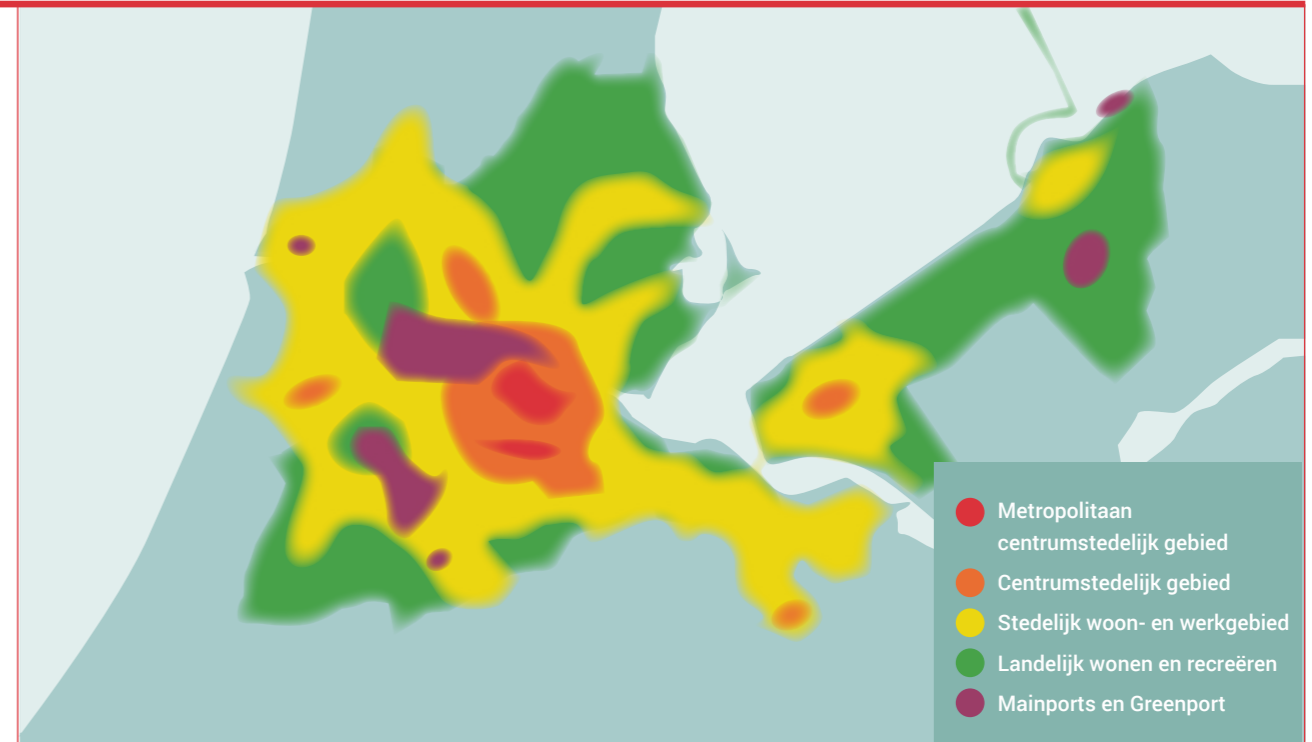 Metropolitaan
centrumstedelijk gebied
Centrumstedelijk gebied
Stedelijk woon- en werkgebied
Landelijk wonen en recreëren
Mainports en Greenport